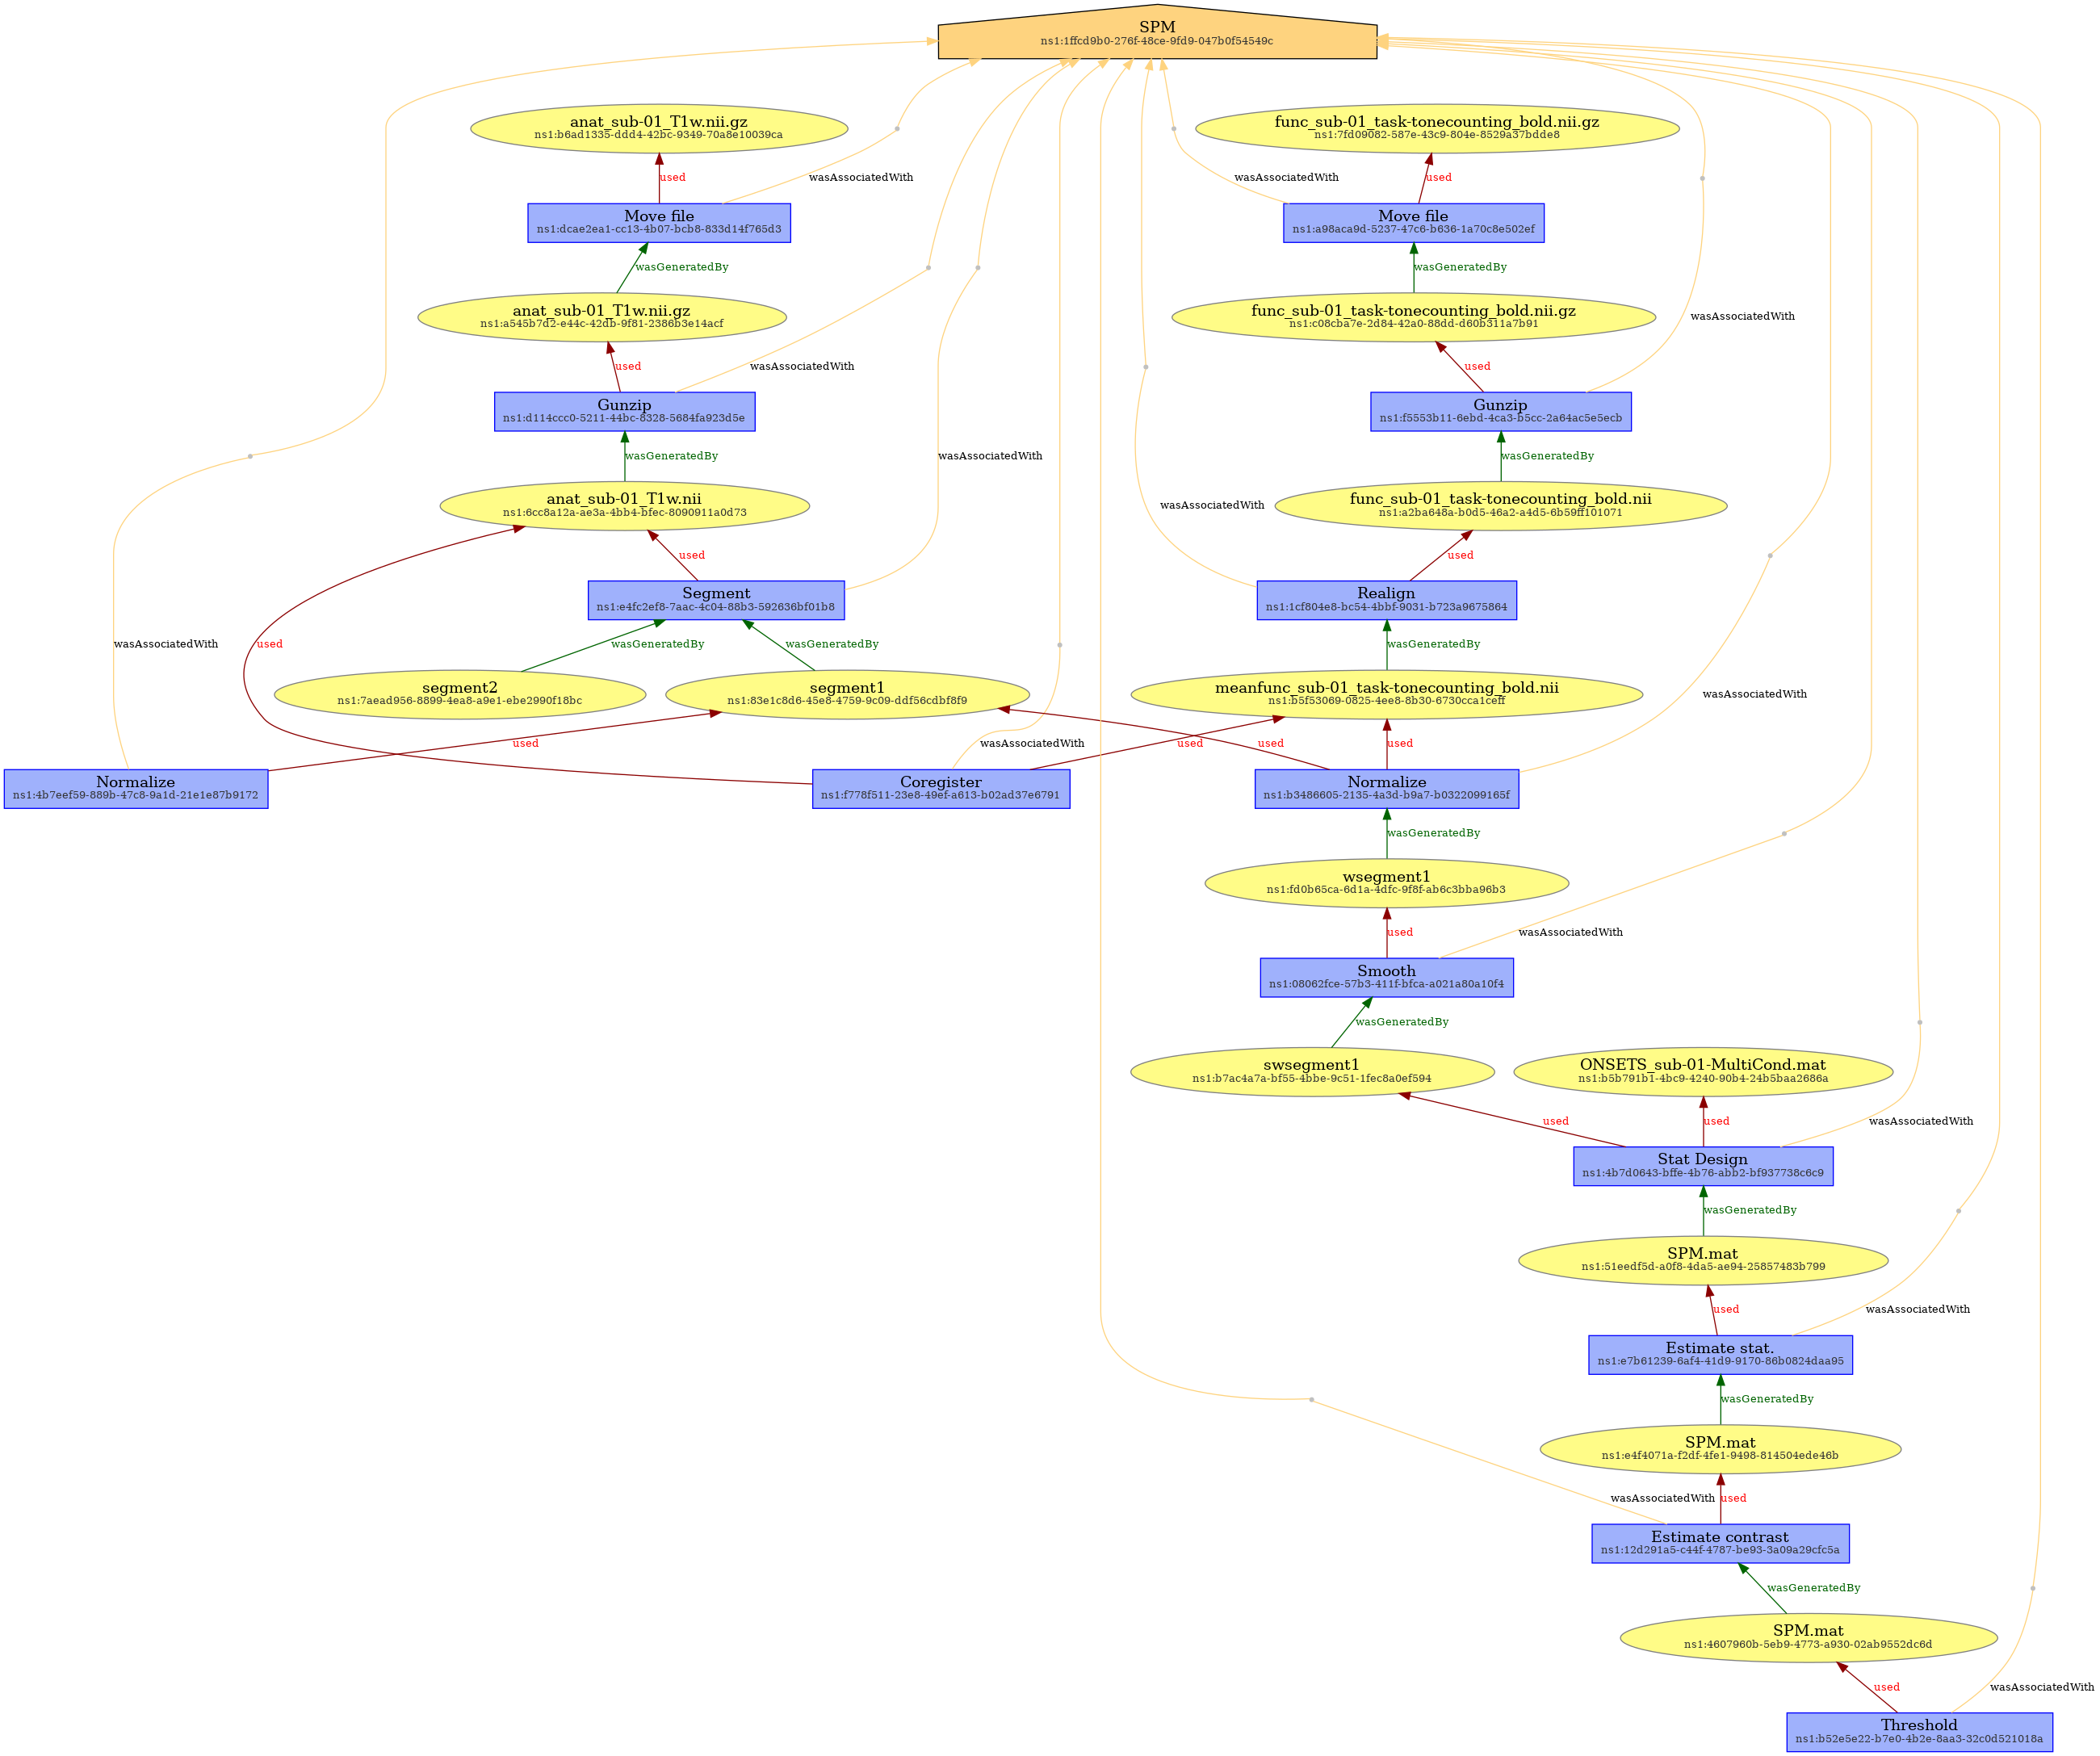 SPM
ns1:1ffcd9b0-276f-48ce-9fd9-047b0f54549c
anat_sub-01_T1w.nii.gz
ns1:b6ad1335-ddd4-42bc-9349-70a8e10039ca
func_sub-01_task-tonecounting_bold.nii.gz
ns1:7fd09082-587e-43c9-804e-8529a37bdde8
used
wasAssociatedWith
wasAssociatedWith
used
Move file
ns1:dcae2ea1-cc13-4b07-bcb8-833d14f765d3
Move file
ns1:a98aca9d-5237-47c6-b636-1a70c8e502ef
wasGeneratedBy
wasGeneratedBy
anat_sub-01_T1w.nii.gz
ns1:a545b7d2-e44c-42db-9f81-2386b3e14acf
func_sub-01_task-tonecounting_bold.nii.gz
ns1:c08cba7e-2d84-42a0-88dd-d60b311a7b91
wasAssociatedWith
used
wasAssociatedWith
used
Gunzip
ns1:d114ccc0-5211-44bc-8328-5684fa923d5e
Gunzip
ns1:f5553b11-6ebd-4ca3-b5cc-2a64ac5e5ecb
wasGeneratedBy
wasAssociatedWith
wasGeneratedBy
anat_sub-01_T1w.nii
ns1:6cc8a12a-ae3a-4bb4-bfec-8090911a0d73
wasAssociatedWith
func_sub-01_task-tonecounting_bold.nii
ns1:a2ba648a-b0d5-46a2-a4d5-6b59ff101071
used
used
Segment
ns1:e4fc2ef8-7aac-4c04-88b3-592636bf01b8
Realign
ns1:1cf804e8-bc54-4bbf-9031-b723a9675864
wasAssociatedWith
used
wasGeneratedBy
wasGeneratedBy
wasGeneratedBy
segment2
ns1:7aead956-8899-4ea8-a9e1-ebe2990f18bc
segment1
ns1:83e1c8d6-45e8-4759-9c09-ddf56cdbf8f9
meanfunc_sub-01_task-tonecounting_bold.nii
ns1:b5f53069-0825-4ee8-8b30-6730cca1ceff
wasAssociatedWith
used
wasAssociatedWith
used
used
used
Normalize
ns1:4b7eef59-889b-47c8-9a1d-21e1e87b9172
Coregister
ns1:f778f511-23e8-49ef-a613-b02ad37e6791
Normalize
ns1:b3486605-2135-4a3d-b9a7-b0322099165f
wasGeneratedBy
wsegment1
ns1:fd0b65ca-6d1a-4dfc-9f8f-ab6c3bba96b3
used
wasAssociatedWith
Smooth
ns1:08062fce-57b3-411f-bfca-a021a80a10f4
wasGeneratedBy
swsegment1
ns1:b7ac4a7a-bf55-4bbe-9c51-1fec8a0ef594
ONSETS_sub-01-MultiCond.mat
ns1:b5b791b1-4bc9-4240-90b4-24b5baa2686a
used
used
wasAssociatedWith
Stat Design
ns1:4b7d0643-bffe-4b76-abb2-bf937738c6c9
wasGeneratedBy
SPM.mat
ns1:51eedf5d-a0f8-4da5-ae94-25857483b799
used
wasAssociatedWith
Estimate stat.
ns1:e7b61239-6af4-41d9-9170-86b0824daa95
wasGeneratedBy
SPM.mat
ns1:e4f4071a-f2df-4fe1-9498-814504ede46b
wasAssociatedWith
used
Estimate contrast
ns1:12d291a5-c44f-4787-be93-3a09a29cfc5a
wasGeneratedBy
SPM.mat
ns1:4607960b-5eb9-4773-a930-02ab9552dc6d
used
wasAssociatedWith
Threshold
ns1:b52e5e22-b7e0-4b2e-8aa3-32c0d521018a